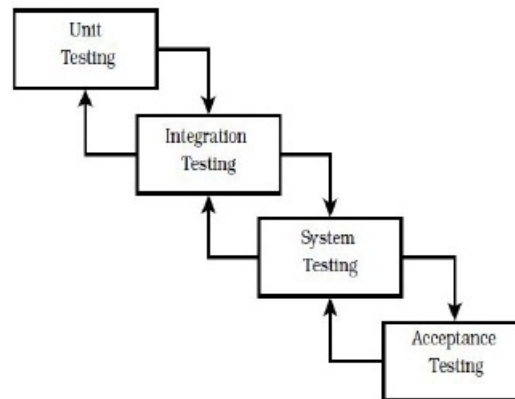 Unit
Testing
Integration
Testing
System
Testing
Acceptance
Testing